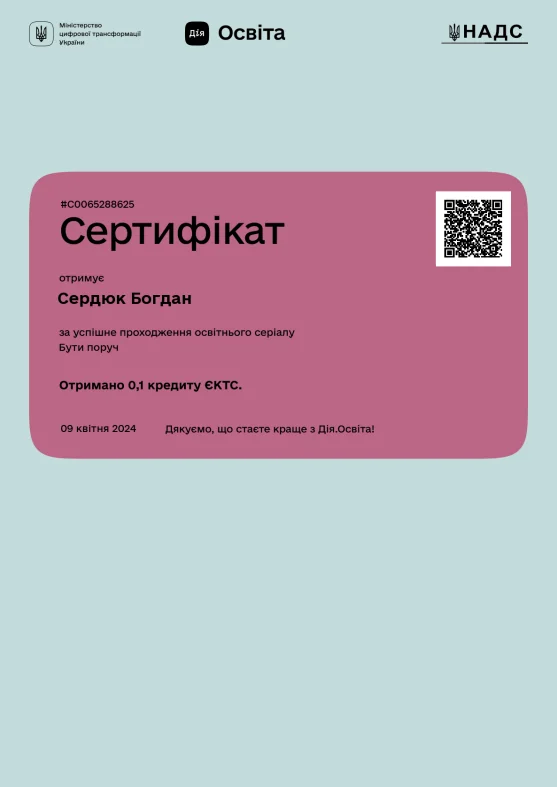 Міністерство
цифрової трансформації
України
Дія
Освіта
НАДС
#C0065288625
Сертифікат
отримує
Сердюк Богдан
за успішне проходження освітнього серіалу
Бути поруч
Отримано 0,1 кредиту ЄКТС.
09 квітня 2024
Дякуємо, що стаєте краще з Дія.Освіта!